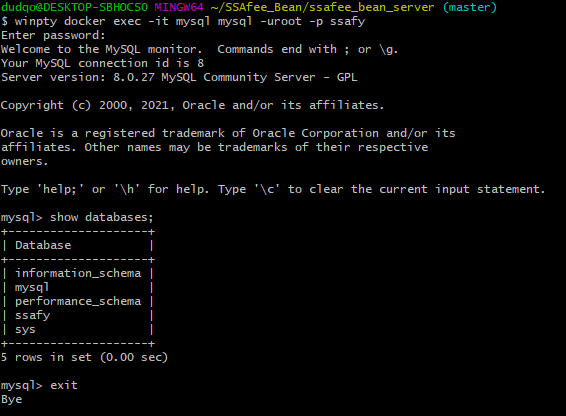 dudqo@DESKTOP-SBHOCSO MINGW64 ~/SSAfee_Bean/ssafee_bean_server (master)
$ winpty docker exec -it mysql mysql -uroot -p ssafy
Enter password:
Welcome to the MySQL monitor.  Commands end with ; or \g.
Your MySQL connection id is 8
Server version: 8.0.27 MySQL Community Server - GPL

Copyright (c) 2000, 2021, Oracle and/or its affiliates.

Oracle is a registered trademark of Oracle Corporation and/or its
affiliates. Other names may be trademarks of their respective
owners.

Type 'help;' or '\h' for help. Type '\c' to clear the current input statement.

mysql> show databases;
+--------------------+
| Database           |
+--------------------+
| information_schema |
| mysql              |
| performance_schema |
| ssafy              |
| sys                |
+--------------------+
5 rows in set (0.00 sec)

mysql> exit
Bye